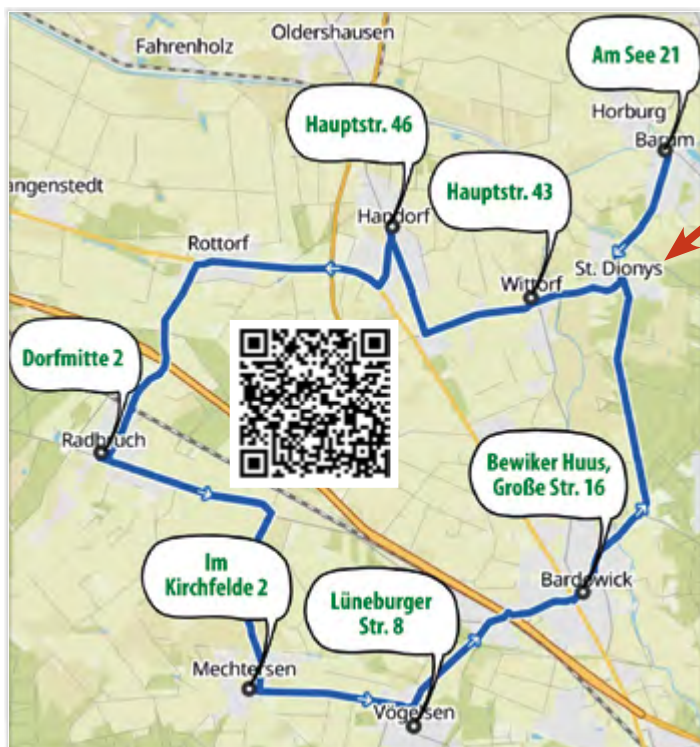 Oldershausen
Fahrenholz
Am See 21
Horburg
Barum
Hauptstr. 46
angenstedt
Hauptstr. 43
Handorf
Rottorf
St. Dionys
Wittorf
Dorfmitte 2
Radbruch
Bewiker Huus,
Große Str. 16
Im
Kirchfelde 2
Bardowick
Lüneburger
Str. 8
Mechtersen
Vögelsen